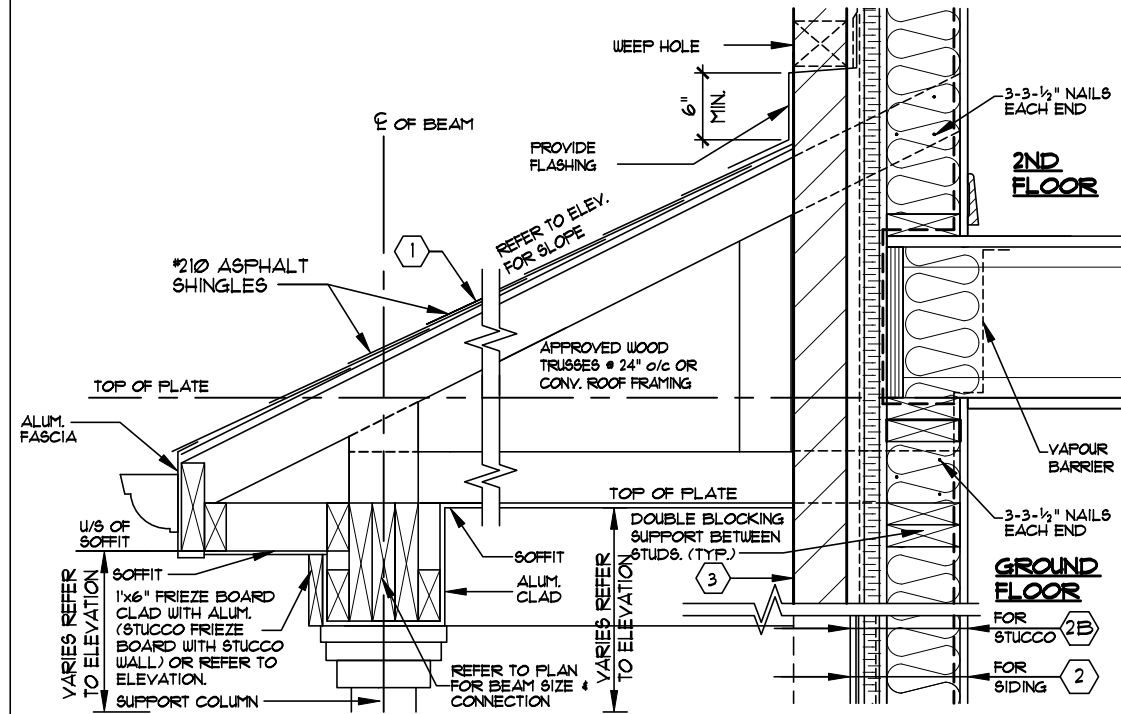 WEEP HOLE
6"
MIN.
3-3-½" NAILS
EACH END
℄ OF BEAM
PROVIDE
FLASHING
2ND
FLOOR
REFER TO ELEV.
FOR SLOPE
1
#210 ASPHALT
SHINGLES
APPROVED WOOD
TRUSSES @ 24" o/c OR
CONV. ROOF FRAMING
TOP OF PLATE
ALUM.
FASCIA
VAPOUR
BARRIER
TOP OF PLATE
DOUBLE BLOCKING
SUPPORT BETWEEN
STUDS. (TYP.)
3-3-½" NAILS
EACH END
U/S OF
SOFFIT
SOFFIT
SOFFIT
ALUM.
CLAD
3
GROUND
FLOOR
1'x6" FRIEZE BOARD
CLAD WITH ALUM.
(STUCCO FRIEZE
BOARD WITH STUCCO
WALL) OR REFER TO
ELEVATION.
VARIES REFER
TO ELEVATION
VARIES REFER
TO ELEVATION
FOR
STUCCO
2B
REFER TO PLAN
FOR BEAM SIZE &
CONNECTION
FOR
SIDING
2
SUPPORT COLUMN